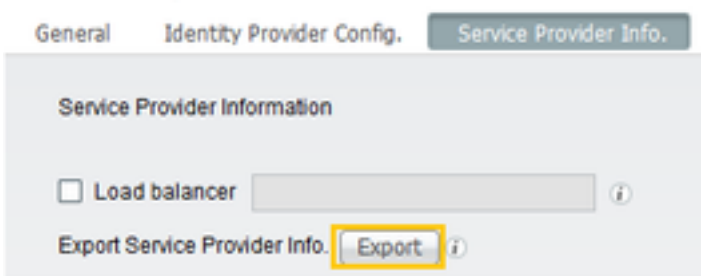 General Identity Provider Config. Service Provider Info.
Service Provider Information
Load balancer
Export Service Provider Info. Export